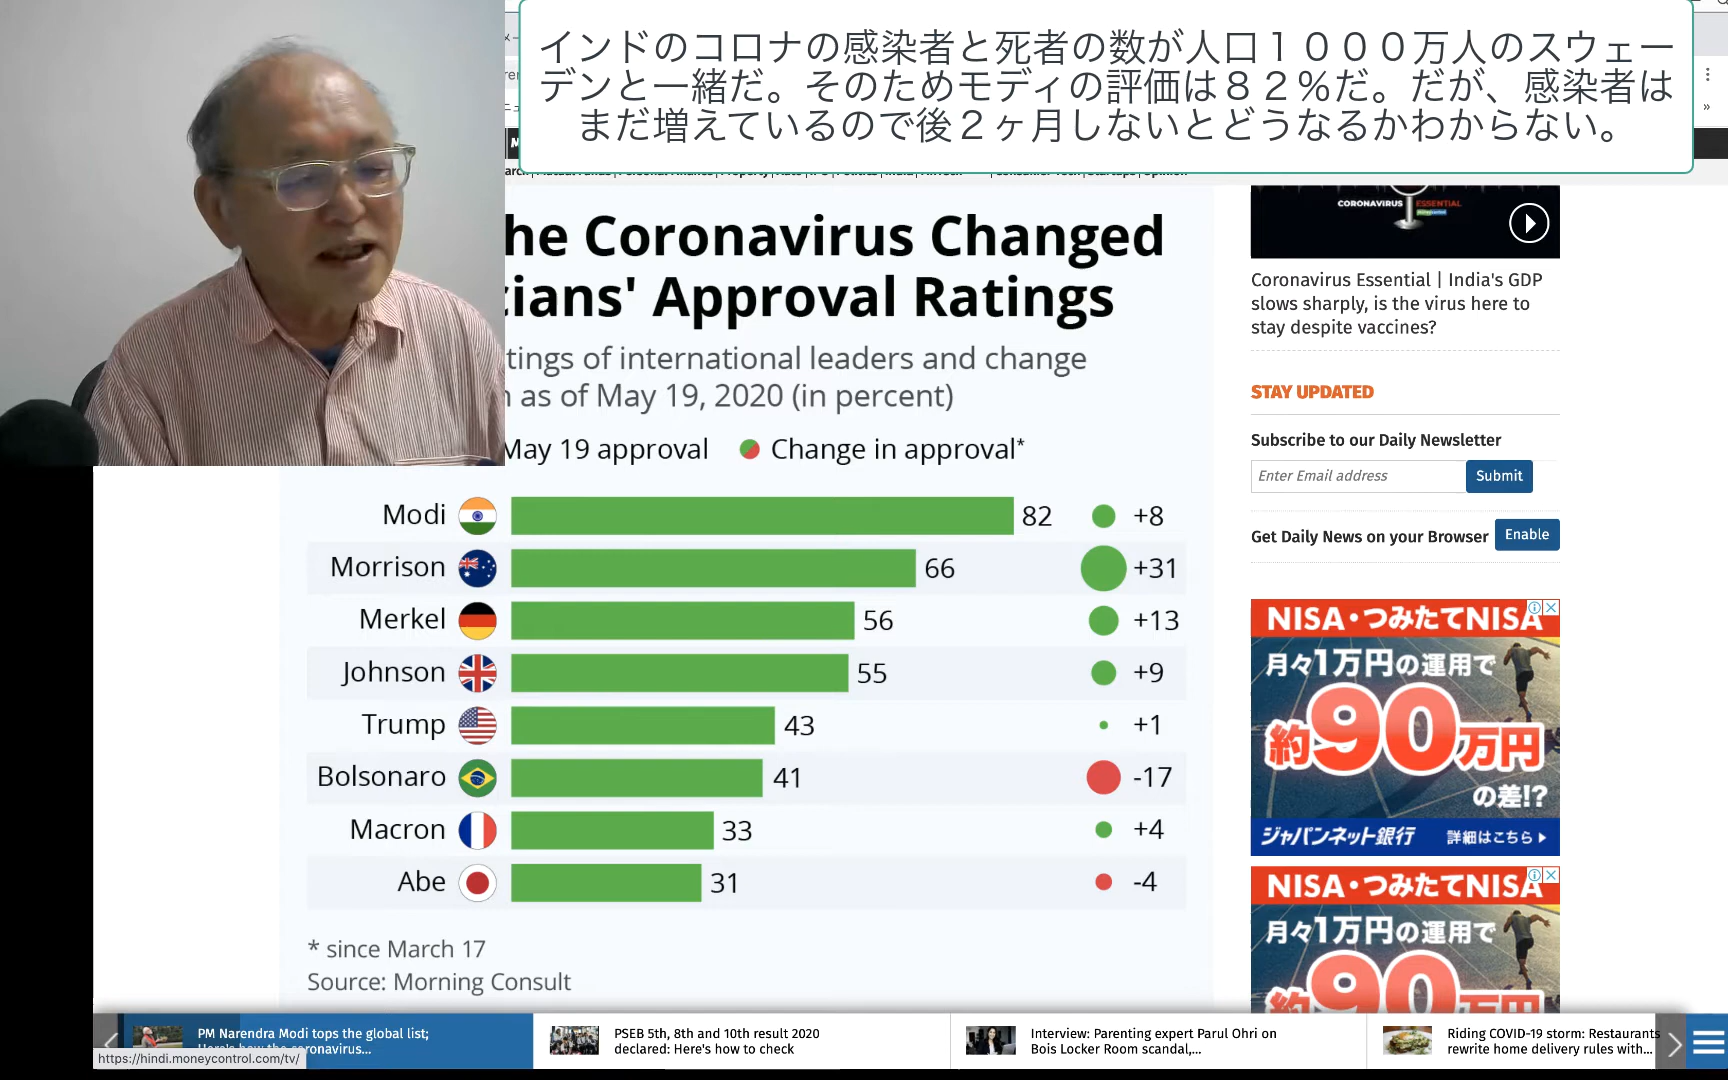 インドのコロナの感染者と死者の数が人口１０００万人のスウェー
デンと一緒だ。そのためモディの評価は８２％だ。だが、感染者は
まだ増えているので後２ヶ月しないとどうなるかわからない。
he Coronavirus Changed
cians' Approval Ratings
tings of international leaders and change
as of May 19, 2020 (in percent)
May 19 approval
Change in approval*
Modi 82 +8
Morrison 66 +31
Merkel 56 +13
Johnson 55 +9
Trump 43 +1
Bolsonaro 41 -17
Macron 33 +4
Abe 31 -4
* since March 17
Source: Morning Consult
CORONAVIRUS ESSENTIAL
Coronavirus Essential | India's GDP
slows sharply, is the virus here to
stay despite vaccines?
STAY UPDATED
Subscribe to our Daily Newsletter
Enter Email address
Submit
Get Daily News on your Browser
Enable
NISA・つみたてNISA
月々1万円の運用で
約90万円
の差!?
ジャパンネット銀行 詳細はこちら
NISA・つみたてNISA
月々1万円の運用で
約90万円
PM Narendra Modi tops the global list;
Here's how the coronavirus...
PSEB 5th, 8th and 10th result 2020
declared: Here's how to check
Interview: Parenting expert Parul Ohri on
Bois Locker Room scandal,...
Riding COVID-19 storm: Restaurants
rewrite home delivery rules with...
https://hindi.moneycontrol.com/tv/